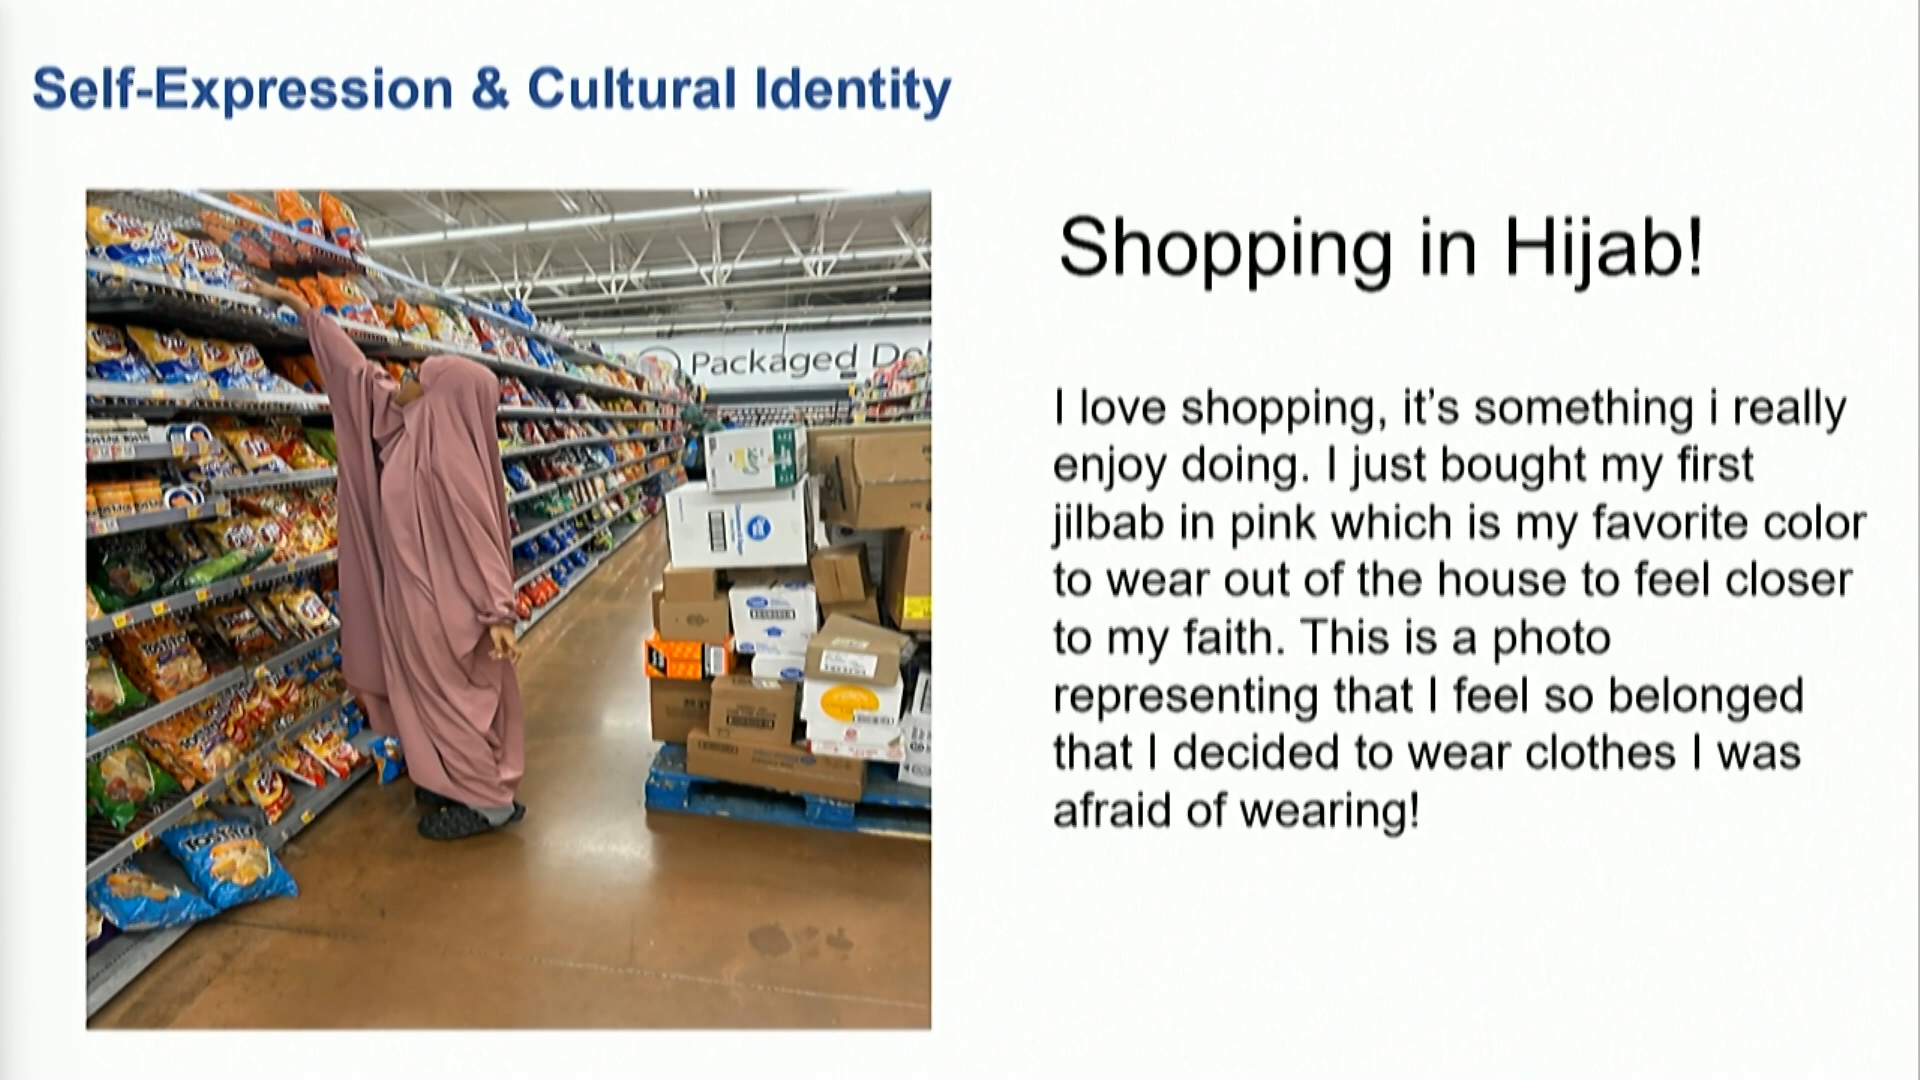 Self-Expression & Cultural Identity
Shopping in Hijab!
I love shopping, it's something i really
enjoy doing. I just bought my first
jilbab in pink which is my favorite color
to wear out of the house to feel closer
to my faith. This is a photo
representing that I feel so belonged
that I decided to wear clothes I was
afraid of wearing!
Packaged De
TOSTITOS